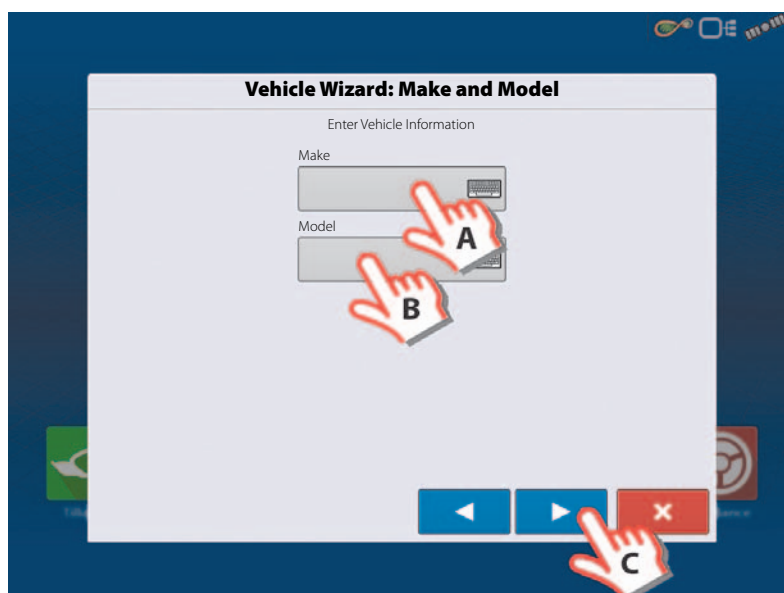 Vehicle Wizard: Make and Model
Enter Vehicle Information
Make
A
Model
B
C